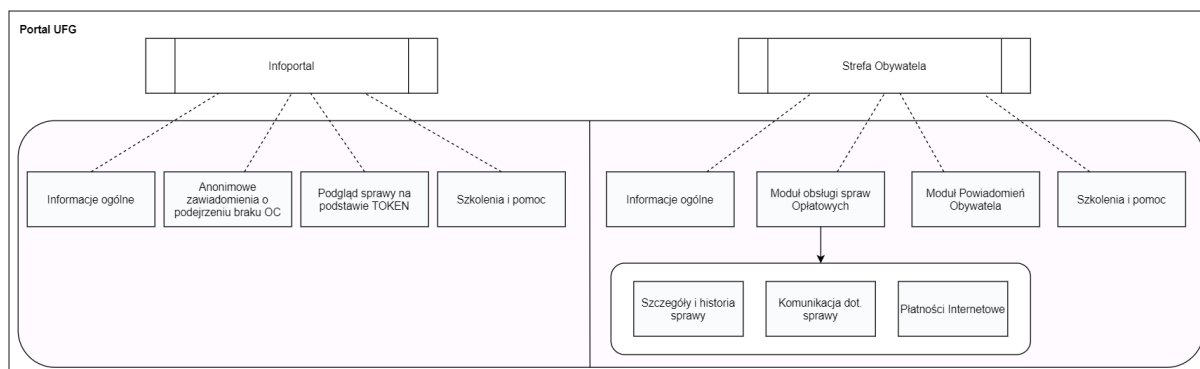 Portal UFG
Infoportal
Strefa Obywatela
Informacje ogólne
Anonimowe
zawiadomienia o
podejrzeniu braku OC
Podgląd sprawy na
podstawie TOKEN
Szkolenia i pomoc
Informacje ogólne
Moduł obsługi spraw
Opłatowych
Moduł Powiadomień
Obywatela
Szkolenia i pomoc
Szczegóły i historia
sprawy
Komunikacja dot.
sprawy
Płatności Internetowe